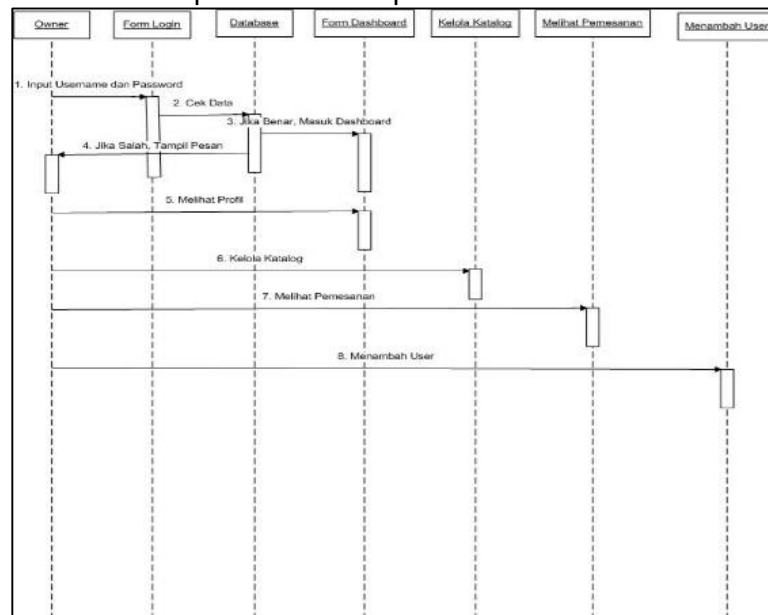 Owner
Form Login
Database
Form Dashboard
Kelola Katalog
Melihat Pemesanan
Menambah User
1. Input Username dan Password
2. Cek Data
3. Jika Benar, Masuk Dashboard
4. Jika Salah, Tampil Pesan
5. Melihat Profil
6. Kelola Katalog
7. Melihat Pemesanan
8. Menambah User